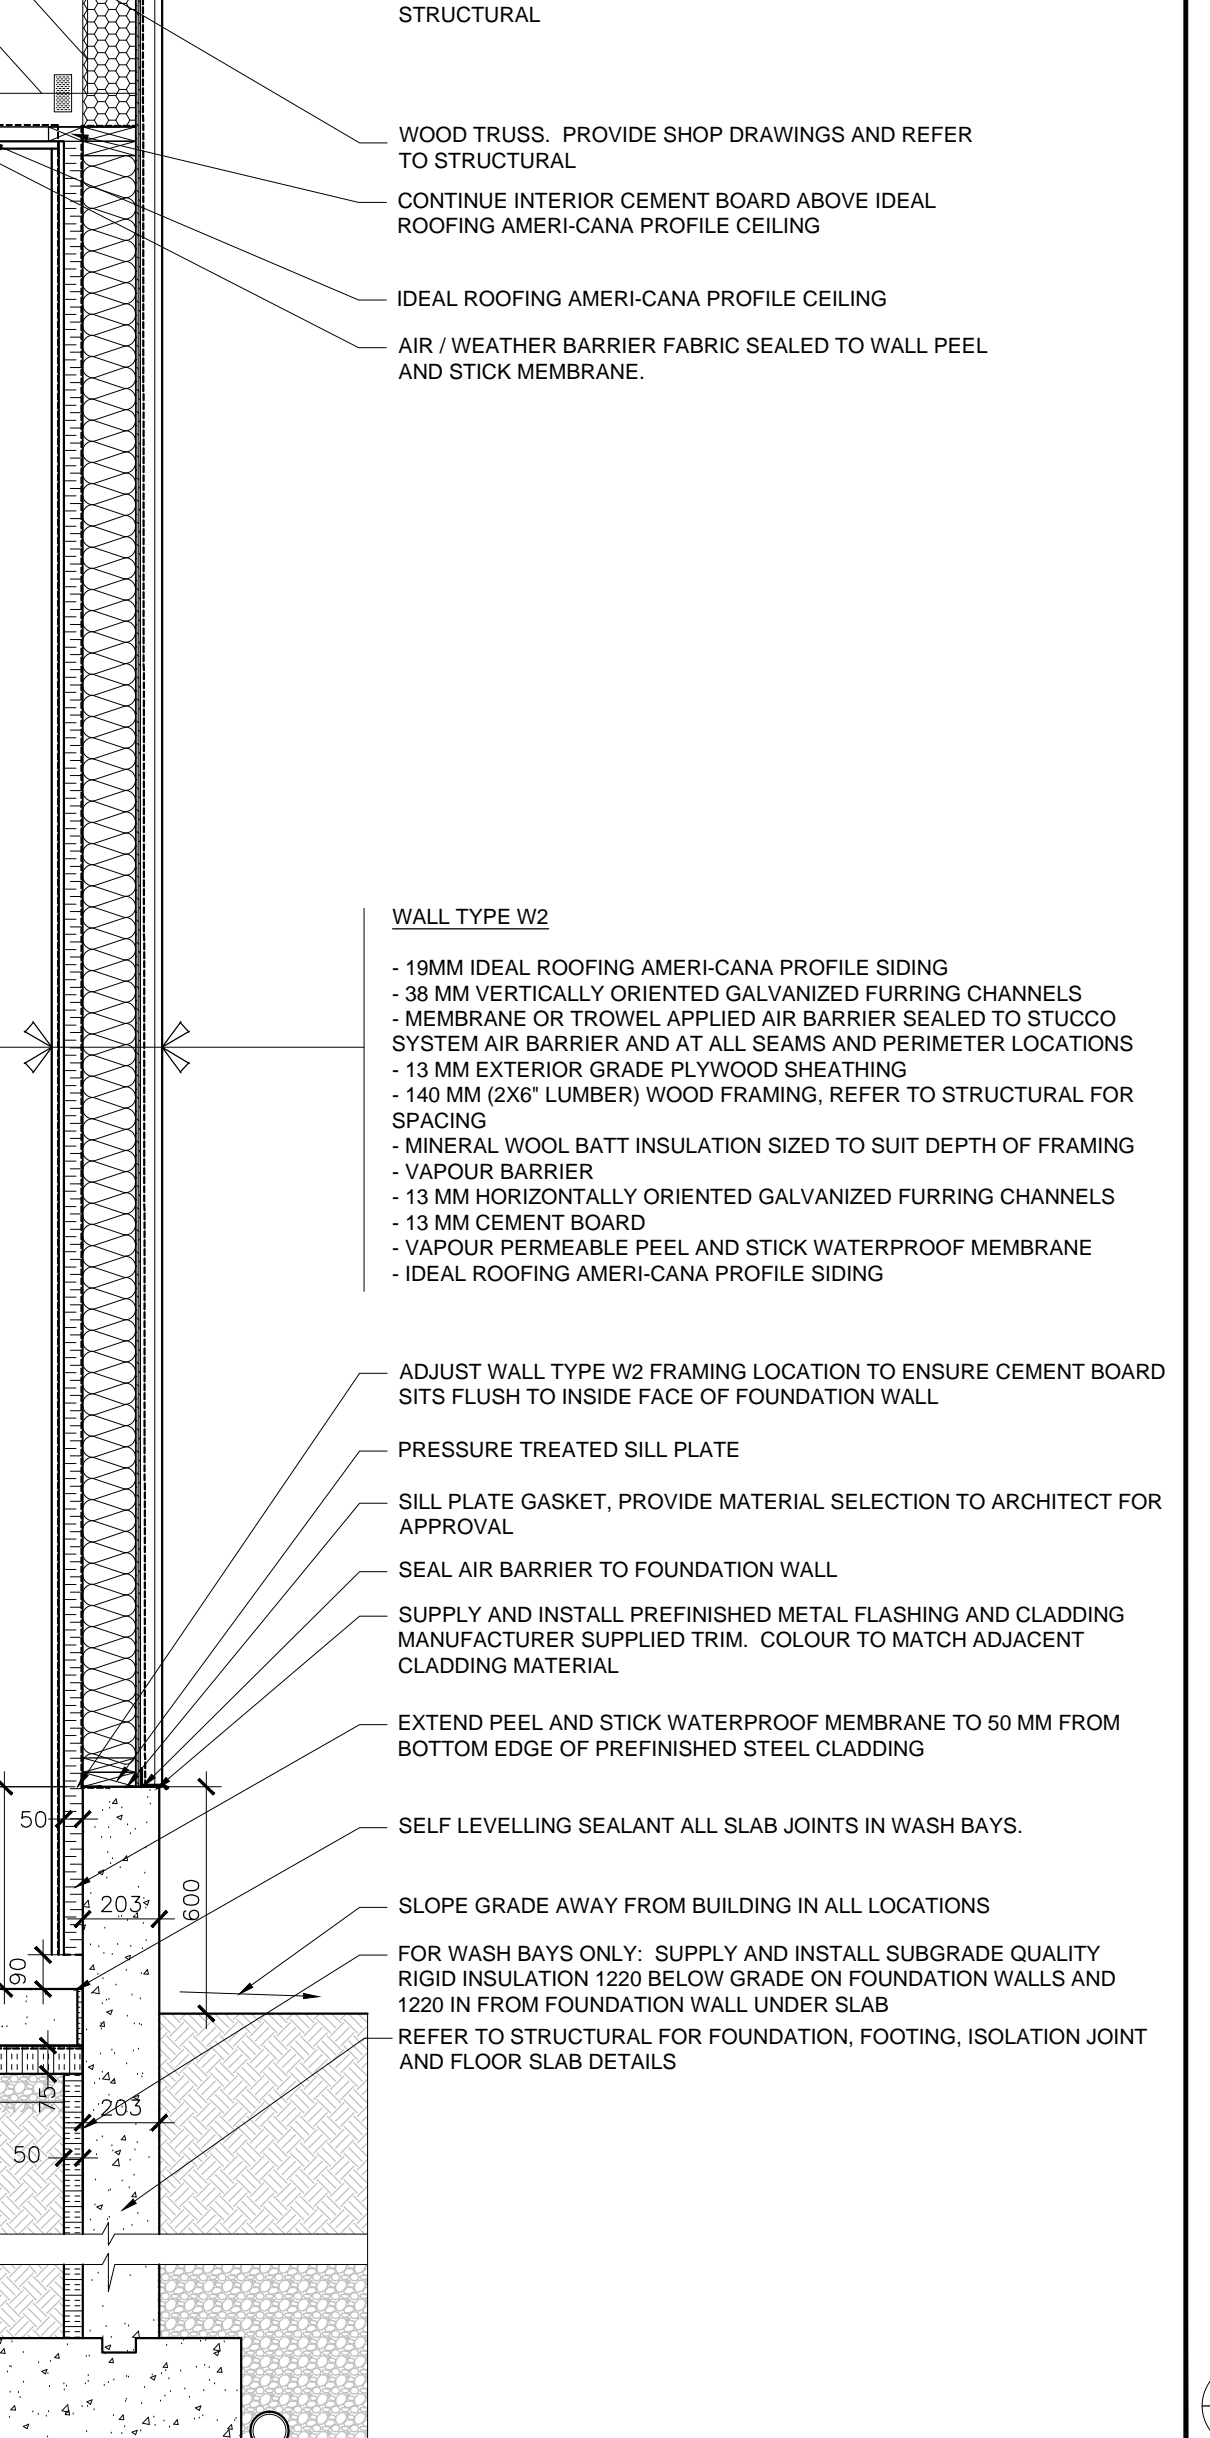 STRUCTURAL
WOOD TRUSS.  PROVIDE SHOP DRAWINGS AND REFER
TO STRUCTURAL
CONTINUE INTERIOR CEMENT BOARD ABOVE IDEAL
ROOFING AMERI-CANA PROFILE CEILING
IDEAL ROOFING AMERI-CANA PROFILE CEILING
AIR / WEATHER BARRIER FABRIC SEALED TO WALL PEEL
AND STICK MEMBRANE.
WALL TYPE W2
- 19MM IDEAL ROOFING AMERI-CANA PROFILE SIDING
- 38 MM VERTICALLY ORIENTED GALVANIZED FURRING CHANNELS
- MEMBRANE OR TROWEL APPLIED AIR BARRIER SEALED TO STUCCO
SYSTEM AIR BARRIER AND AT ALL SEAMS AND PERIMETER LOCATIONS
- 13 MM EXTERIOR GRADE PLYWOOD SHEATHING
- 140 MM (2X6" LUMBER) WOOD FRAMING, REFER TO STRUCTURAL FOR
SPACING
- MINERAL WOOL BATT INSULATION SIZED TO SUIT DEPTH OF FRAMING
- VAPOUR BARRIER
- 13 MM HORIZONTALLY ORIENTED GALVANIZED FURRING CHANNELS
- 13 MM CEMENT BOARD
- VAPOUR PERMEABLE PEEL AND STICK WATERPROOF MEMBRANE
- IDEAL ROOFING AMERI-CANA PROFILE SIDING
ADJUST WALL TYPE W2 FRAMING LOCATION TO ENSURE CEMENT BOARD
SITS FLUSH TO INSIDE FACE OF FOUNDATION WALL
PRESSURE TREATED SILL PLATE
SILL PLATE GASKET, PROVIDE MATERIAL SELECTION TO ARCHITECT FOR
APPROVAL
SEAL AIR BARRIER TO FOUNDATION WALL
SUPPLY AND INSTALL PREFINISHED METAL FLASHING AND CLADDING
MANUFACTURER SUPPLIED TRIM.  COLOUR TO MATCH ADJACENT
CLADDING MATERIAL
EXTEND PEEL AND STICK WATERPROOF MEMBRANE TO 50 MM FROM
BOTTOM EDGE OF PREFINISHED STEEL CLADDING
50
SELF LEVELLING SEALANT ALL SLAB JOINTS IN WASH BAYS.
203
600
SLOPE GRADE AWAY FROM BUILDING IN ALL LOCATIONS
90
FOR WASH BAYS ONLY:  SUPPLY AND INSTALL SUBGRADE QUALITY
RIGID INSULATION 1220 BELOW GRADE ON FOUNDATION WALLS AND
1220 IN FROM FOUNDATION WALL UNDER SLAB
REFER TO STRUCTURAL FOR FOUNDATION, FOOTING, ISOLATION JOINT
AND FLOOR SLAB DETAILS
75
203
50